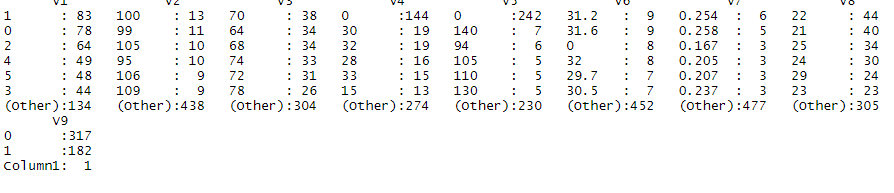 V1 V2 V3 V4 V5 V6 V7 V8
1 : 83 100 : 13 70 : 38 0 :144 0 :242 31.2 : 9 0.254 : 6 22 : 44
0 : 78 99 : 11 64 : 34 30 : 19 140 : 7 31.6 : 9 0.258 : 5 21 : 40
2 : 64 105 : 10 68 : 34 32 : 19 94 : 6 0 : 8 0.167 : 3 25 : 34
4 : 49 95 : 10 74 : 33 28 : 16 105 : 5 32 : 8 0.205 : 3 24 : 30
5 : 48 106 : 9 72 : 31 33 : 15 110 : 5 29.7 : 7 0.207 : 3 29 : 24
3 : 44 109 : 9 78 : 26 15 : 13 130 : 5 30.5 : 7 0.237 : 3 23 : 23
(Other):134 (Other):438 (Other):304 (Other):274 (Other):230 (Other):452 (Other):477 (Other):305
V9
0 :317
1 :182
Column1: 1